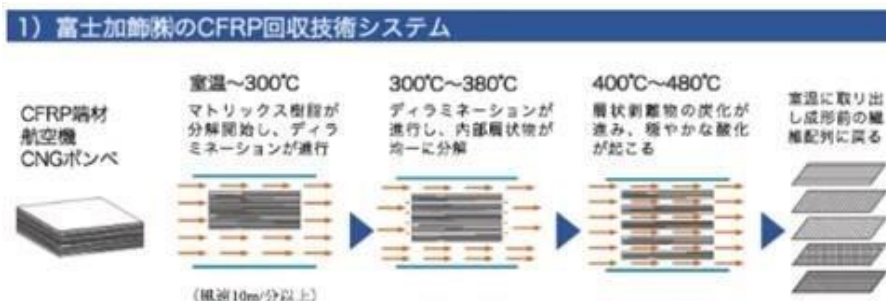 1）富士加飾㈱のCFRP回収技術システム
CFRP端材
航空機
CNGボンベ
室温〜300℃
マトリックス樹脂が
分解開始し、ディラ
ミネーションが進行
300℃〜380℃
ディラミネーションが
進行し、内部層状物が
均一に分解
400℃〜480℃
層状剥離物の炭化が
進み、穏やかな酸化
が起こる
室温に取り出
し成形前の繊
維配列に戻る
（風速10m/分以上）